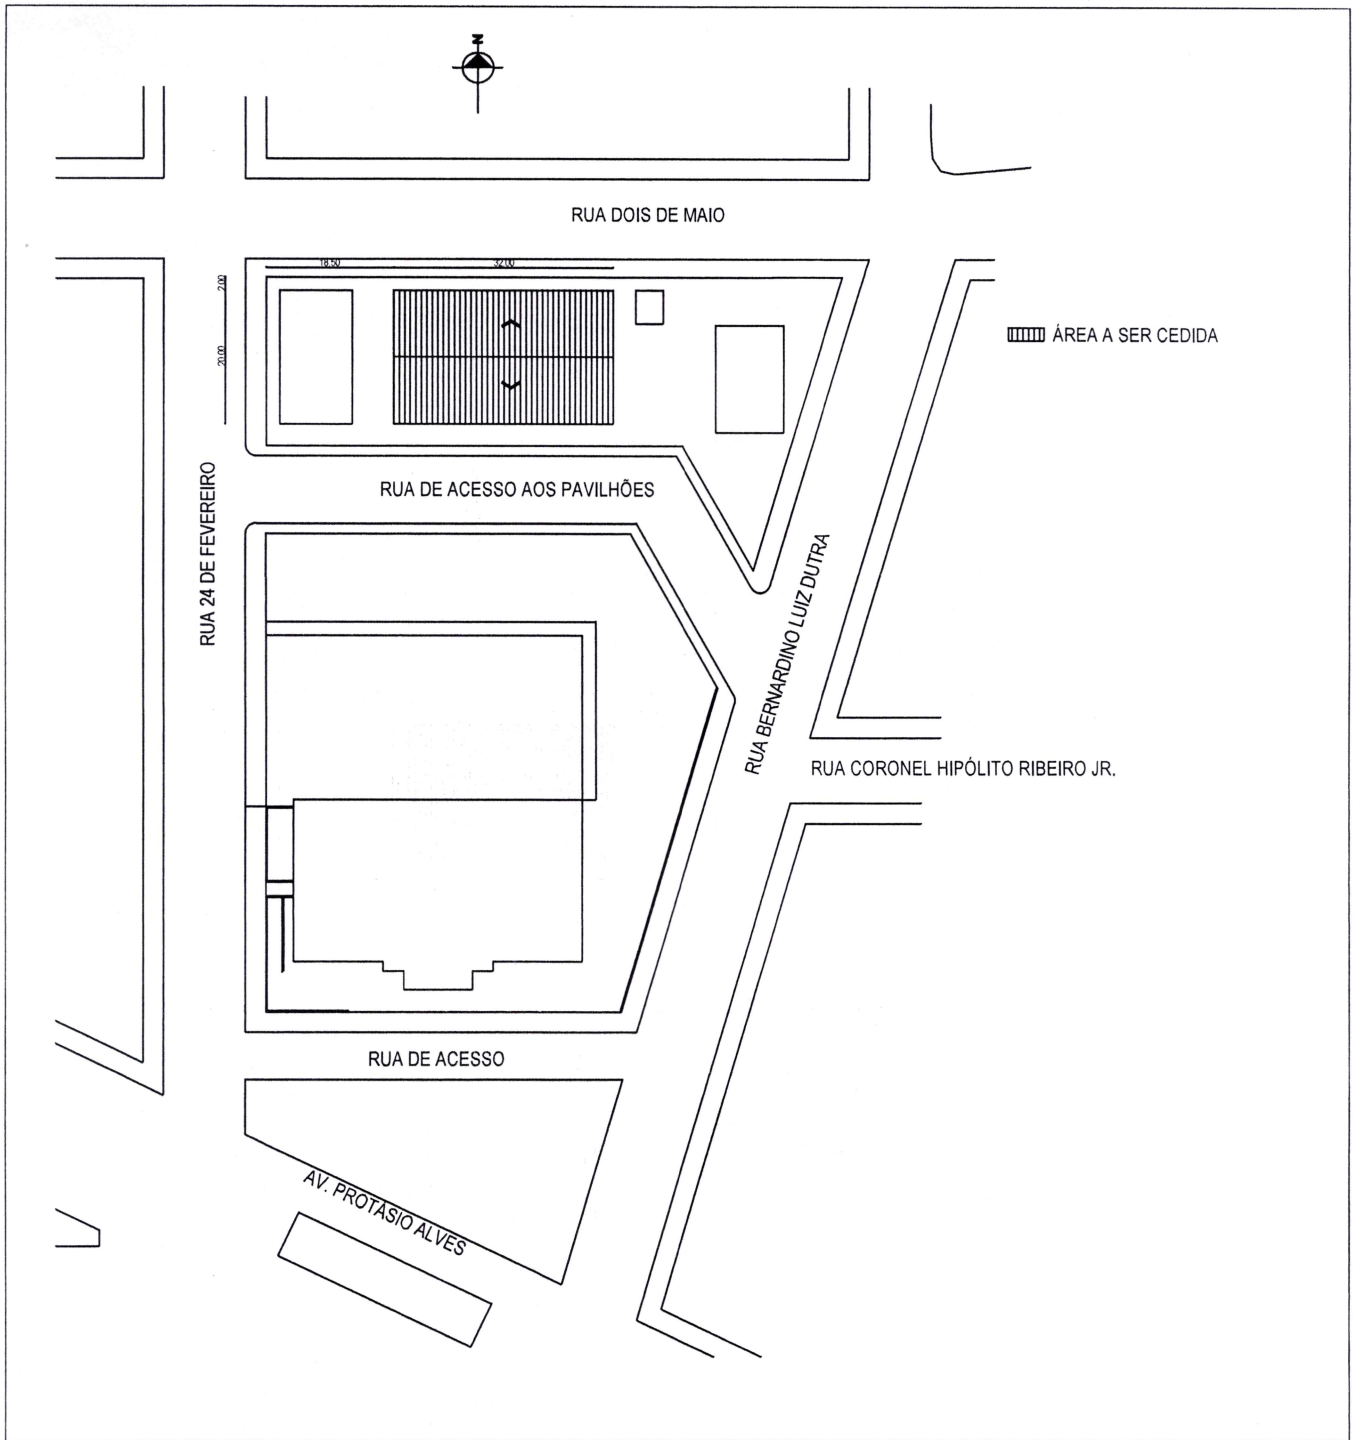 N
RUA DOIS DE MAIO
18.50
32.00
2.00
20.00
ÁREA A SER CEDIDA
RUA DE ACESSO AOS PAVILHÕES
RUA 24 DE FEVEREIRO
RUA BERNARDINO LUIZ DUTRA
RUA CORONEL HIPÓLITO RIBEIRO JR.
RUA DE ACESSO
AV. PROTÁSIO ALVES